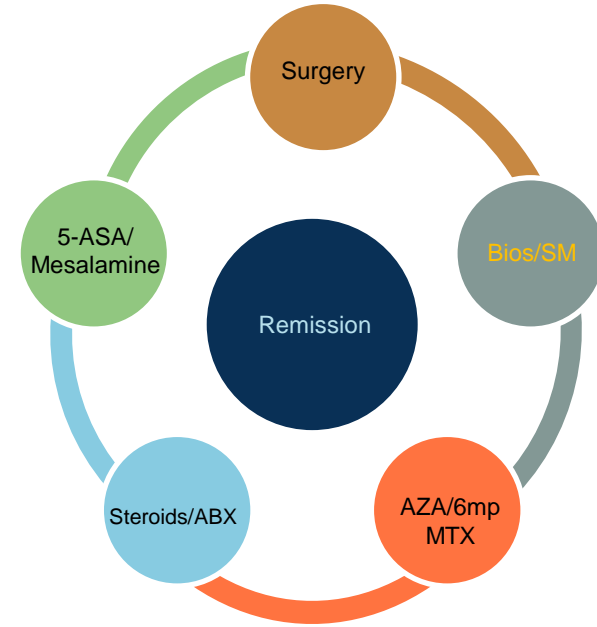 Surgery
5-ASA/
Mesalamine
Bios/SM
Remission
Steroids/ABX
AZA/6mp
MTX